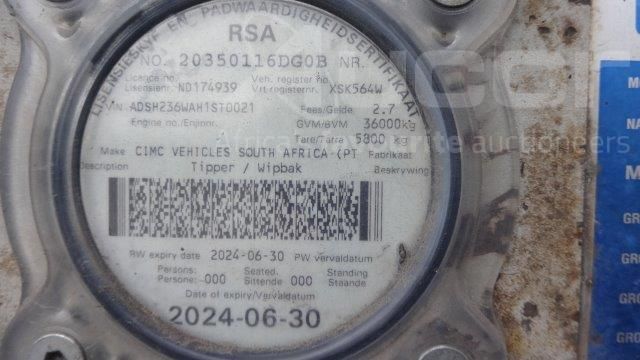 LISENSIESKYF EN PADWAARDIGHEIDSERTIFIKAAT
RSA
NO. 20350116DG0B NR.
Licence no. Veh. register no.
Lisensienr. ND174939 XSK564W
ADSH236WAH1ST0021 Fees/Gelde 2.7
Engine no./Enjinnr. GVM/BVM 36000kg
Tare/Tarra 5800 kg
Make CIMC VEHICLES SOUTH AFRICA (PT Fabrikaat
Description Tipper / Wipbak Beskrywing
RW expiry date 2024-06-30 PW vervaldatum
Persons: Seated. Standing
Persone: 000 Sittende 000 Staande
Date of expiry/Vervaldatum
2024-06-30